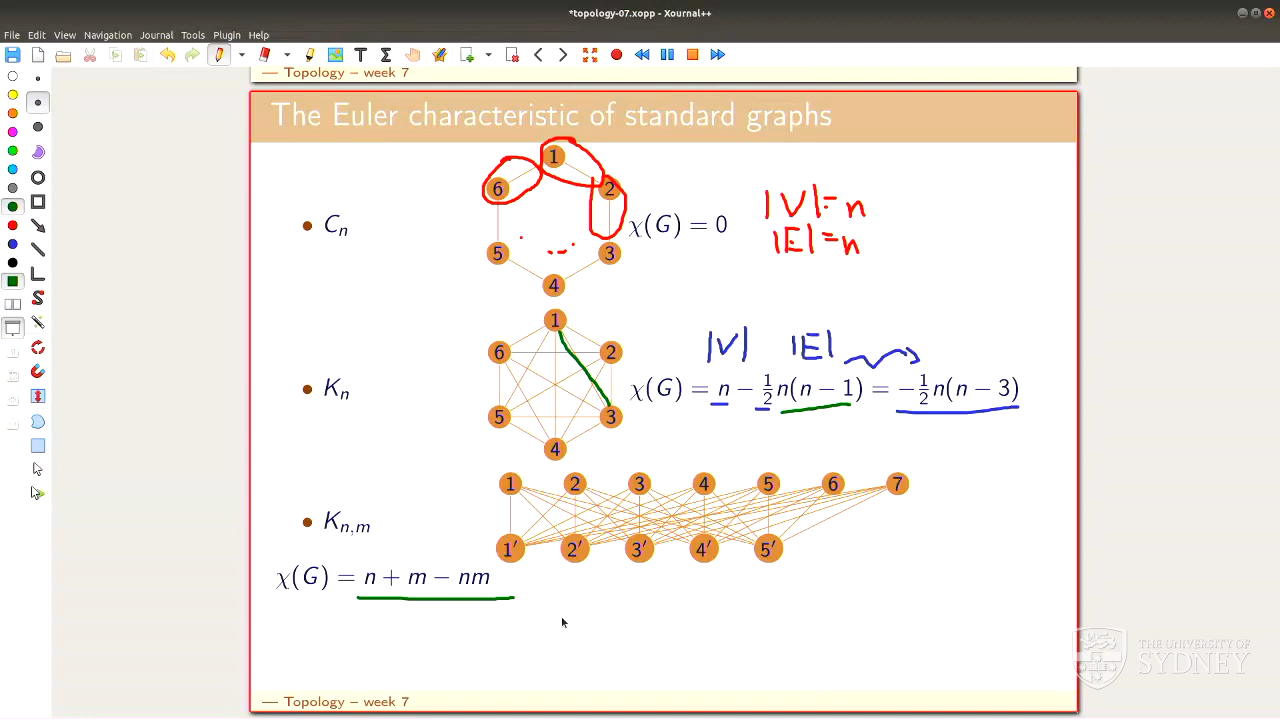 *topology-07.xopp - Xournal++
File Edit View Navigation Journal Tools Plugin Help
— Topology – week 7
The Euler characteristic of standard graphs
1
6 2
• Cₙ χ(G) = 0
|V|= n
|E|= n
5 3
4
1
6 2
|V| |E|
• Kₙ χ(G) = n − ½n(n − 1) = −½n(n − 3)
5 3
4
1 2 3 4 5 6 7
• Kₙ,ₘ
1′ 2′ 3′ 4′ 5′
χ(G) = n + m − nm
THE UNIVERSITY OF
SYDNEY
— Topology – week 7